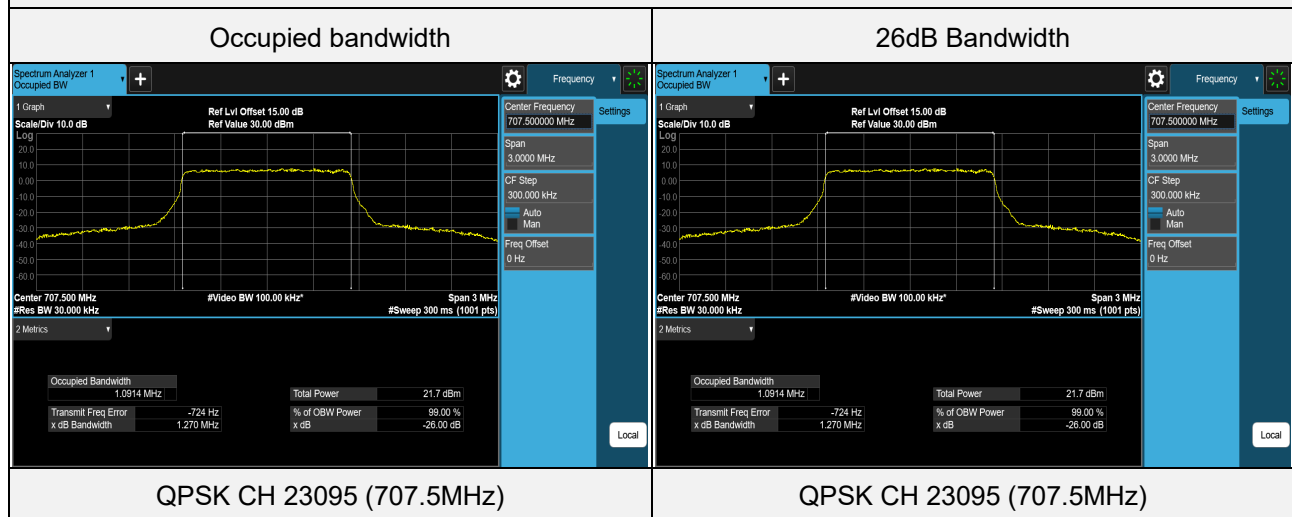 Occupied bandwidth
26dB Bandwidth
Spectrum Analyzer 1
Occupied BW
+
Frequency
1 Graph
Ref Lvl Offset 15.00 dB
Scale/Div 10.0 dB
Ref Value 30.00 dBm
Log
20.0
10.0
0.00
-10.0
-20.0
-30.0
-40.0
-50.0
-60.0
Center 707.500 MHz
#Video BW 100.00 kHz*
Span 3 MHz
#Res BW 30.000 kHz
#Sweep 300 ms (1001 pts)
Center Frequency
707.500000 MHz
Settings
Span
3.0000 MHz
CF Step
300.000 kHz
Auto
Man
Freq Offset
0 Hz
2 Metrics
Occupied Bandwidth
1.0914 MHz
Total Power 21.7 dBm
Transmit Freq Error -724 Hz
% of OBW Power 99.00 %
x dB Bandwidth 1.270 MHz
x dB -26.00 dB
Local
Spectrum Analyzer 1
Occupied BW
+
Frequency
1 Graph
Ref Lvl Offset 15.00 dB
Scale/Div 10.0 dB
Ref Value 30.00 dBm
Log
20.0
10.0
0.00
-10.0
-20.0
-30.0
-40.0
-50.0
-60.0
Center 707.500 MHz
#Video BW 100.00 kHz*
Span 3 MHz
#Res BW 30.000 kHz
#Sweep 300 ms (1001 pts)
Center Frequency
707.500000 MHz
Settings
Span
3.0000 MHz
CF Step
300.000 kHz
Auto
Man
Freq Offset
0 Hz
2 Metrics
Occupied Bandwidth
1.0914 MHz
Total Power 21.7 dBm
Transmit Freq Error -724 Hz
% of OBW Power 99.00 %
x dB Bandwidth 1.270 MHz
x dB -26.00 dB
Local
QPSK CH 23095 (707.5MHz)
QPSK CH 23095 (707.5MHz)